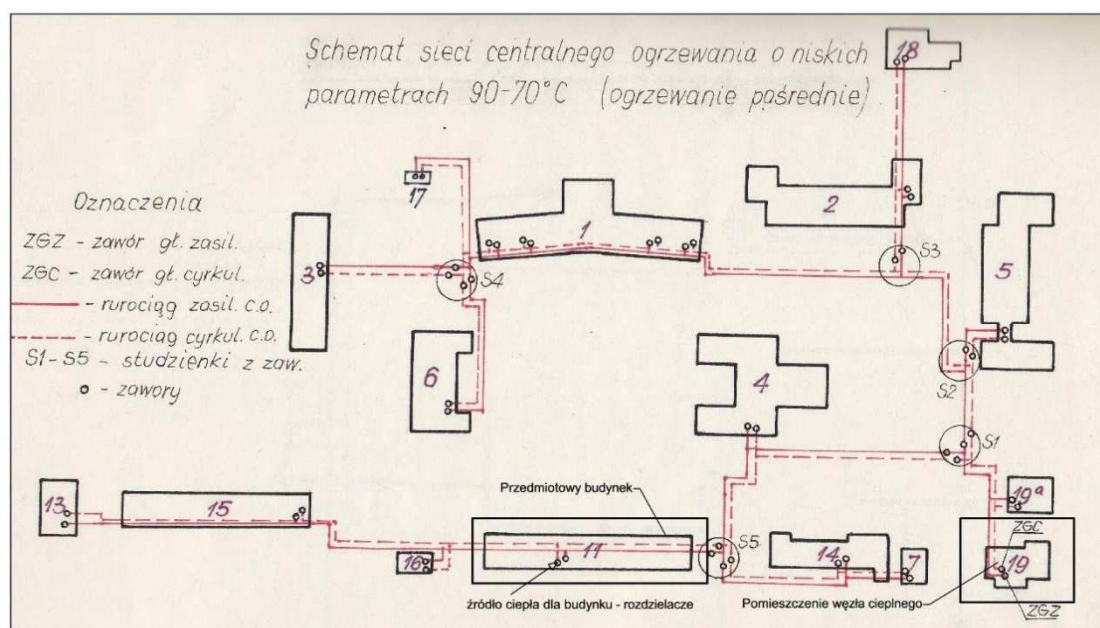 Schemat sieci centralnego ogrzewania o niskich
parametrach 90-70°C (ogrzewanie pośrednie)
18
17
Oznaczenia
1
2
ZGZ - zawór gł. zasil.
S3
5
ZGC - zawór gł. cyrkul.
3
S4
- rurociąg zasil. c.o.
- rurociąg cyrkul. c.o.
S1-S5 - studzienki z zaw.
o - zawory
6
4
S2
S1
Przedmiotowy budynek
13
15
19a
ZGC
16
11
S5
14
7
19
źródło ciepła dla budynku - rozdzielacze
Pomieszczenie węzła cieplnego
ZGZ